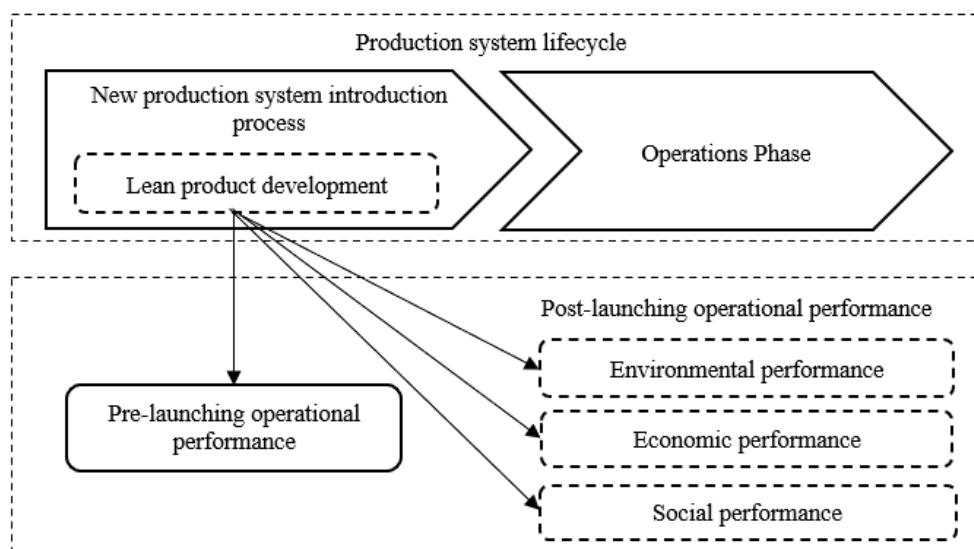 Production system lifecycle
New production system introduction
process
Lean product development
Operations Phase
Post-launching operational performance
Environmental performance
Pre-launching operational
performance
Economic performance
Social performance